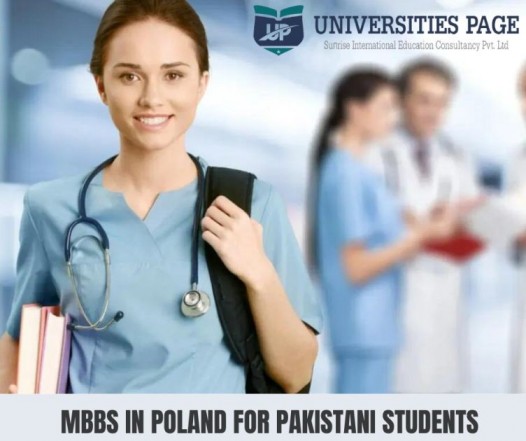 UP
UNIVERSITIES PAGE
Sunrise International Education Consultancy Pvt. Ltd
MBBS IN POLAND FOR PAKISTANI STUDENTS